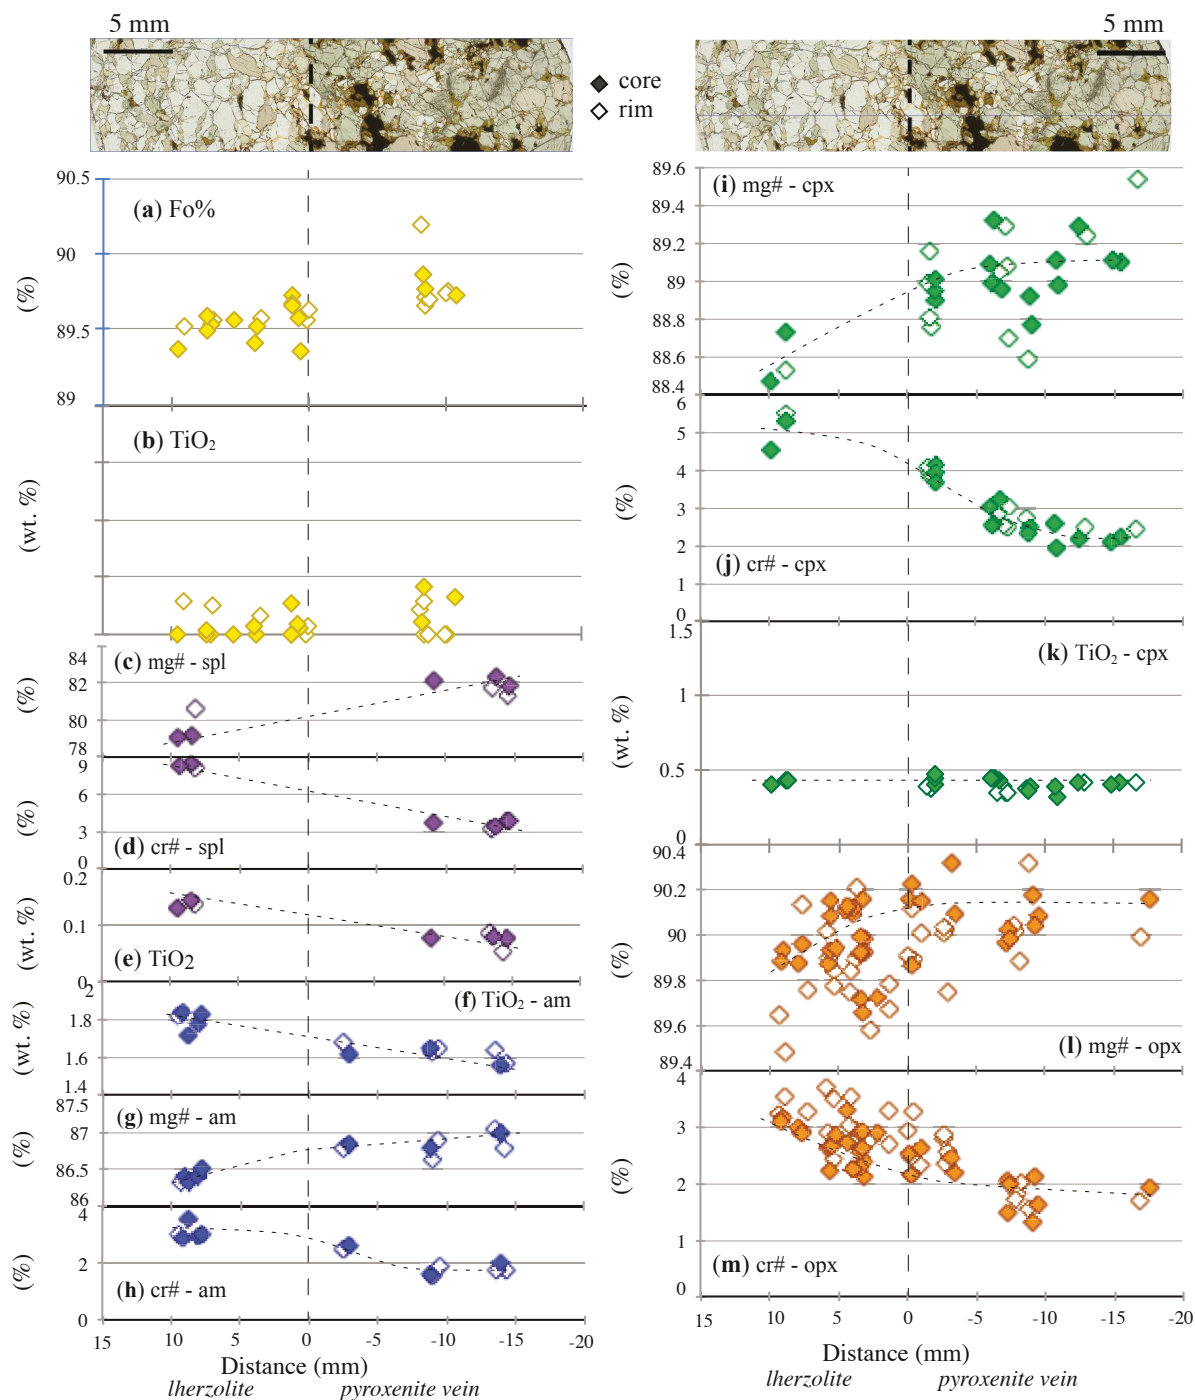 5 mm
5 mm
core
rim
90.5
90
89.5
89
(%)
(a) Fo%
(b) TiO2
(wt. %)
84
82
80
78
(%)
(c) mg# - spl
9
3
0
(%)
(d) cr# - spl
0.2
0.1
0
(wt. %)
(e) TiO2
2
1.8
1.6
1.4
(wt. %)
(f) TiO2 - am
87.5
87
86.5
86
(%)
(g) mg# - am
4
2
0
(%)
(h) cr# - am
15 10 5 0 -5 -10 -15 -20
Distance (mm)
lherzolite pyroxenite vein
89.6
89.4
89.2
89
88.8
88.6
88.4
(%)
(i) mg# - cpx
6
5
4
3
2
1
0
(%)
(j) cr# - cpx
1.5
1
0.5
0
(wt. %)
(k) TiO2 - cpx
90.4
90.2
90
89.8
89.6
89.4
(%)
(l) mg# - opx
4
3
2
1
0
(%)
(m) cr# - opx
15 10 5 0 -5 -10 -15 -20
Distance (mm)
lherzolite pyroxenite vein